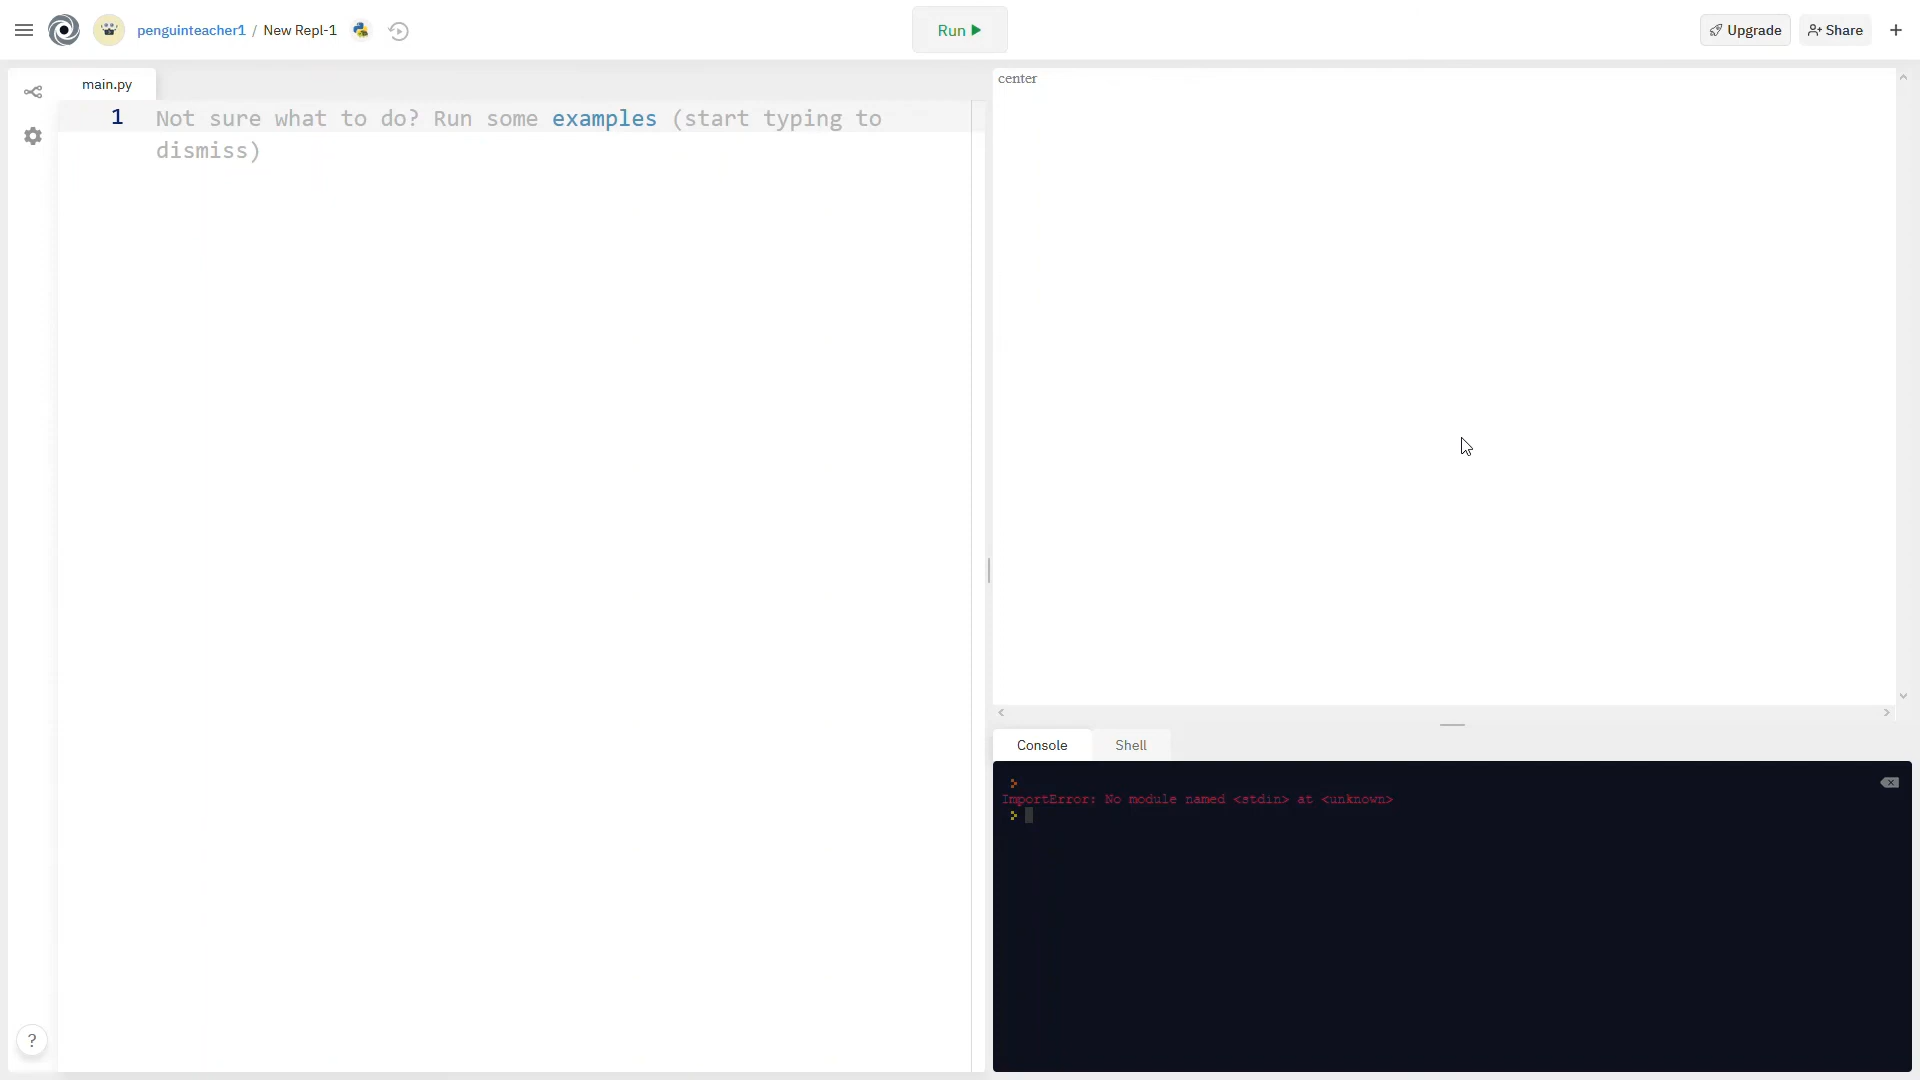 penguinteacher1 / New Repl-1
Run
Upgrade
Share
main.py
1 Not sure what to do? Run some examples (start typing to
dismiss)
center
Console
Shell
ImportError: No module named <stdin> at <unknown>
?